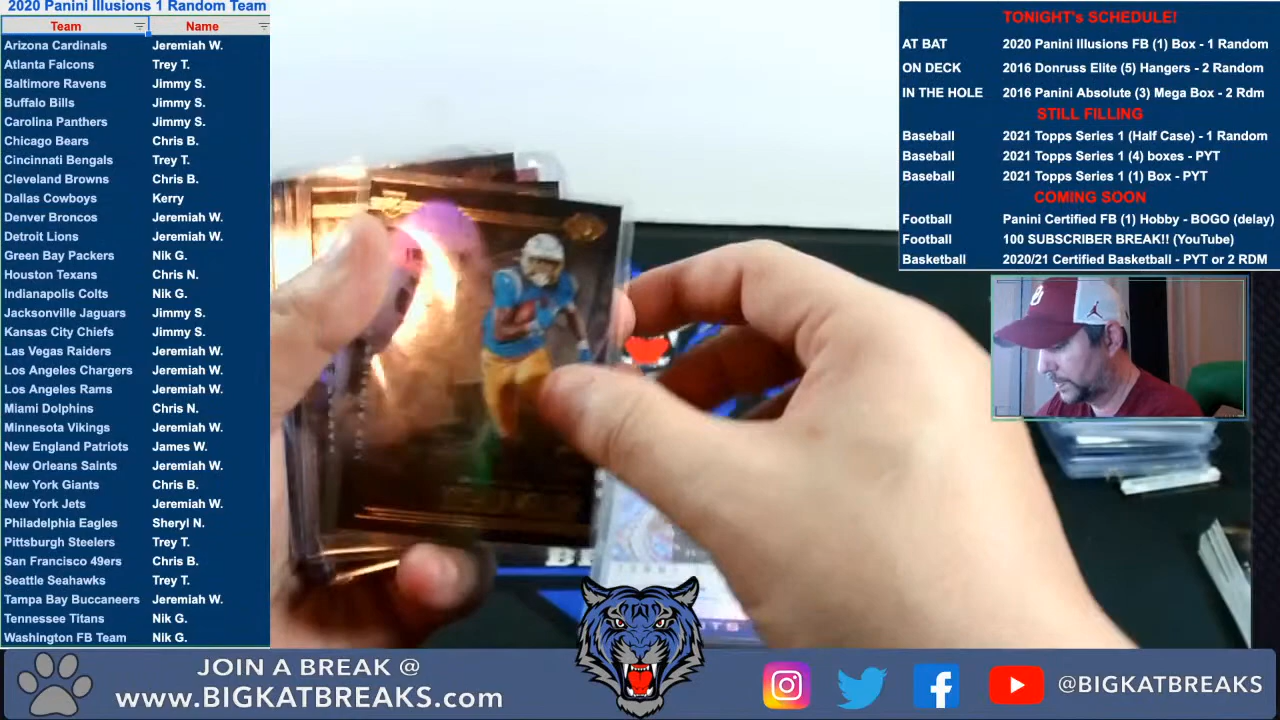 2020 Panini Illusions 1 Random Team
Team Name
Arizona Cardinals Jeremiah W.
Atlanta Falcons Trey T.
Baltimore Ravens Jimmy S.
Buffalo Bills Jimmy S.
Carolina Panthers Jimmy S.
Chicago Bears Chris B.
Cincinnati Bengals Trey T.
Cleveland Browns Chris B.
Dallas Cowboys Kerry
Denver Broncos Jeremiah W.
Detroit Lions Jeremiah W.
Green Bay Packers Nik G.
Houston Texans Chris N.
Indianapolis Colts Nik G.
Jacksonville Jaguars Jimmy S.
Kansas City Chiefs Jimmy S.
Las Vegas Raiders Jeremiah W.
Los Angeles Chargers Jeremiah W.
Los Angeles Rams Jeremiah W.
Miami Dolphins Chris N.
Minnesota Vikings Jeremiah W.
New England Patriots James W.
New Orleans Saints Jeremiah W.
New York Giants Chris B.
New York Jets Jeremiah W.
Philadelphia Eagles Sheryl N.
Pittsburgh Steelers Trey T.
San Francisco 49ers Chris B.
Seattle Seahawks Trey T.
Tampa Bay Buccaneers Jeremiah W.
Tennessee Titans Nik G.
Washington FB Team Nik G.
TONIGHT's SCHEDULE!
AT BAT 2020 Panini Illusions FB (1) Box - 1 Random
ON DECK 2016 Donruss Elite (5) Hangers - 2 Random
IN THE HOLE 2016 Panini Absolute (3) Mega Box - 2 Rdm
STILL FILLING
Baseball 2021 Topps Series 1 (Half Case) - 1 Random
Baseball 2021 Topps Series 1 (4) boxes - PYT
Baseball 2021 Topps Series 1 (1) Box - PYT
COMING SOON
Football Panini Certified FB (1) Hobby - BOGO (delay)
Football 100 SUBSCRIBER BREAK!! (YouTube)
Basketball 2020/21 Certified Basketball - PYT or 2 RDM
JOIN A BREAK @
www.BIGKATBREAKS.com
@BIGKATBREAKS